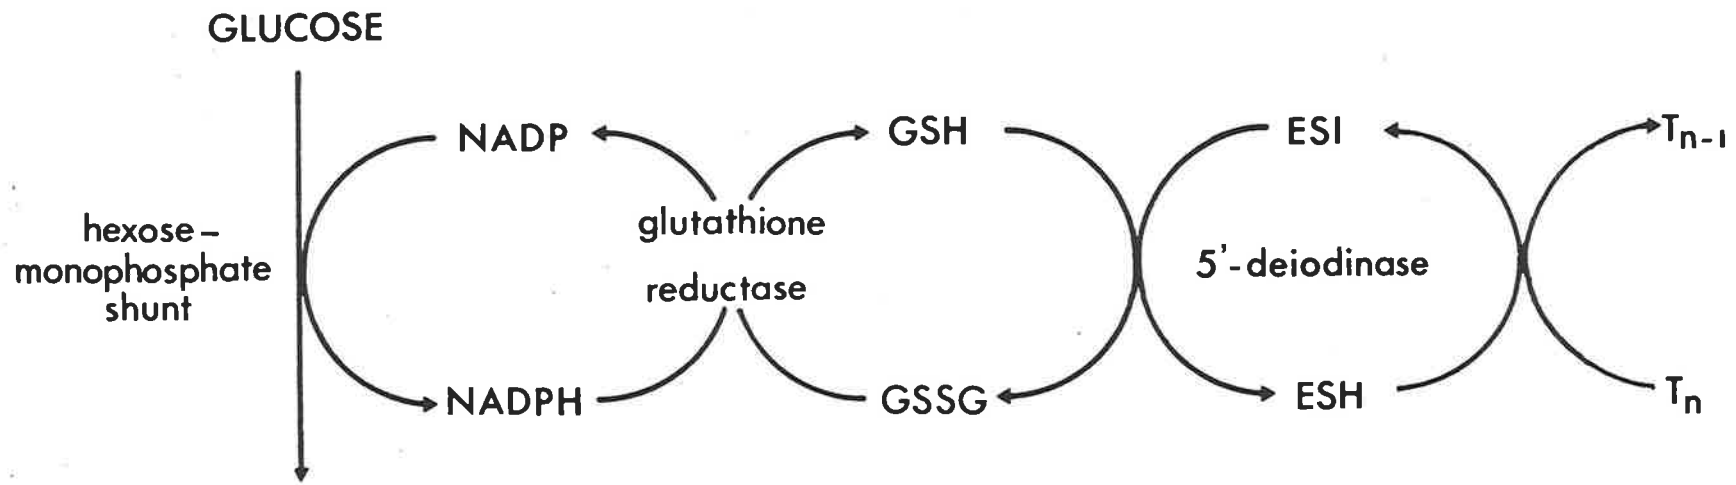 GLUCOSE
NADP
GSH
ESI
Tn-1
hexose-
monophosphate
shunt
glutathione
reductase
5'-deiodinase
NADPH
GSSG
ESH
Tn